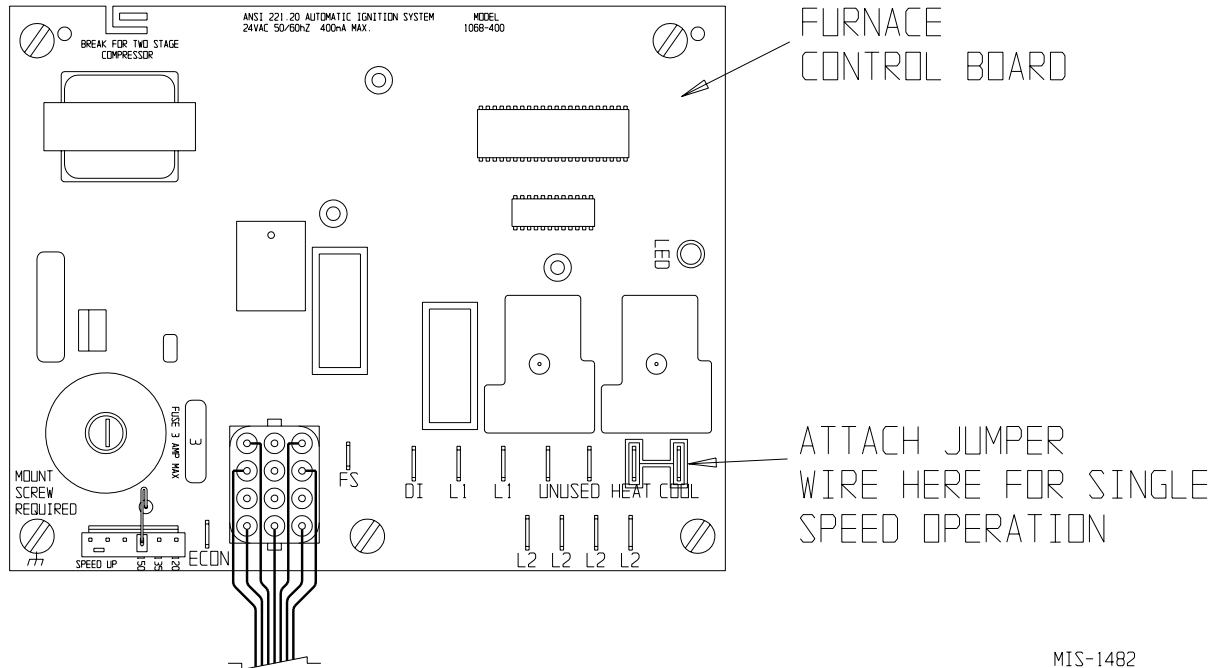 ANSI 221.20 AUTOMATIC IGNITION SYSTEM
24VAC 50/60hZ 400mA MAX.
MODEL
1068-400
BREAK FOR TWO STAGE
COMPRESSOR
FURNACE
CONTROL BOARD
LED
FUSE 3 AMP MAX
3
MOUNT
SCREW
REQUIRED
FS
DI L1 L1 UNUSED HEAT COOL
ATTACH JUMPER
WIRE HERE FOR SINGLE
SPEED OPERATION
SPEED UP
150
135
120
ECON
L2 L2 L2 L2
MIS-1482